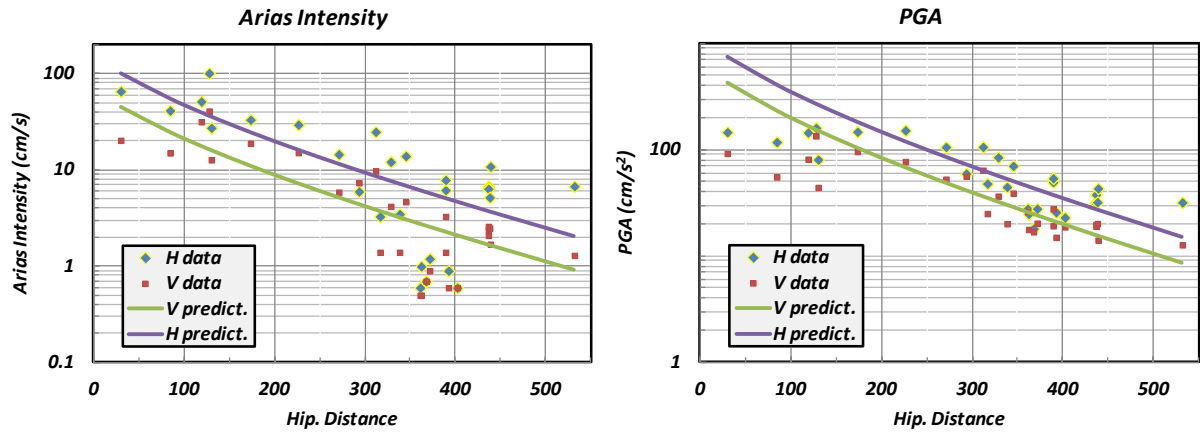 Arias Intensity
Arias Intensity (cm/s)
100
10
1
0.1
H data
V data
V predict.
H predict.
0 100 200 300 400 500
Hip. Distance
PGA
PGA (cm/s²)
100
1
H data
V data
V predict.
H predict.
0 100 200 300 400 500
Hip. Distance